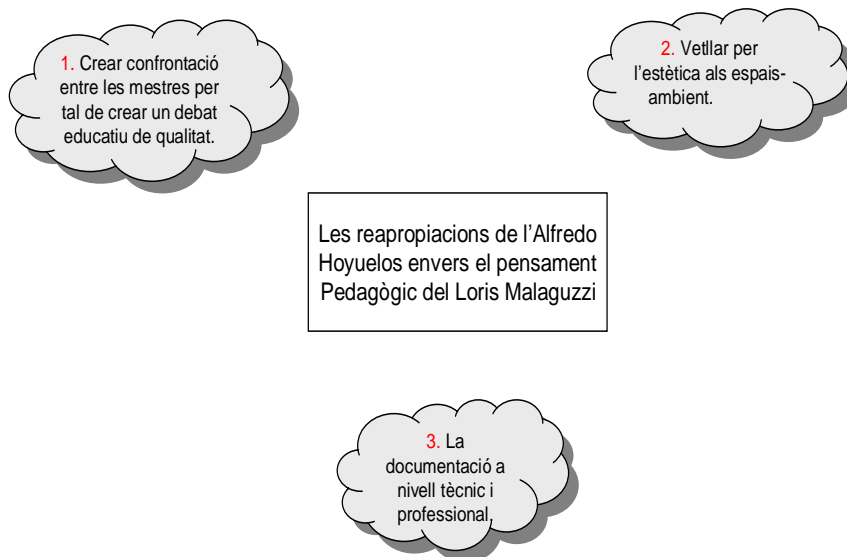 1. Crear confrontació
entre les mestres per
tal de crear un debat
educatiu de qualitat.
2. Vetllar per
l’estètica als espais-
ambient.
Les reapropiacions de l’Alfredo
Hoyuelos envers el pensament
Pedagògic del Loris Malaguzzi
3. La
documentació a
nivell tècnic i
professional.